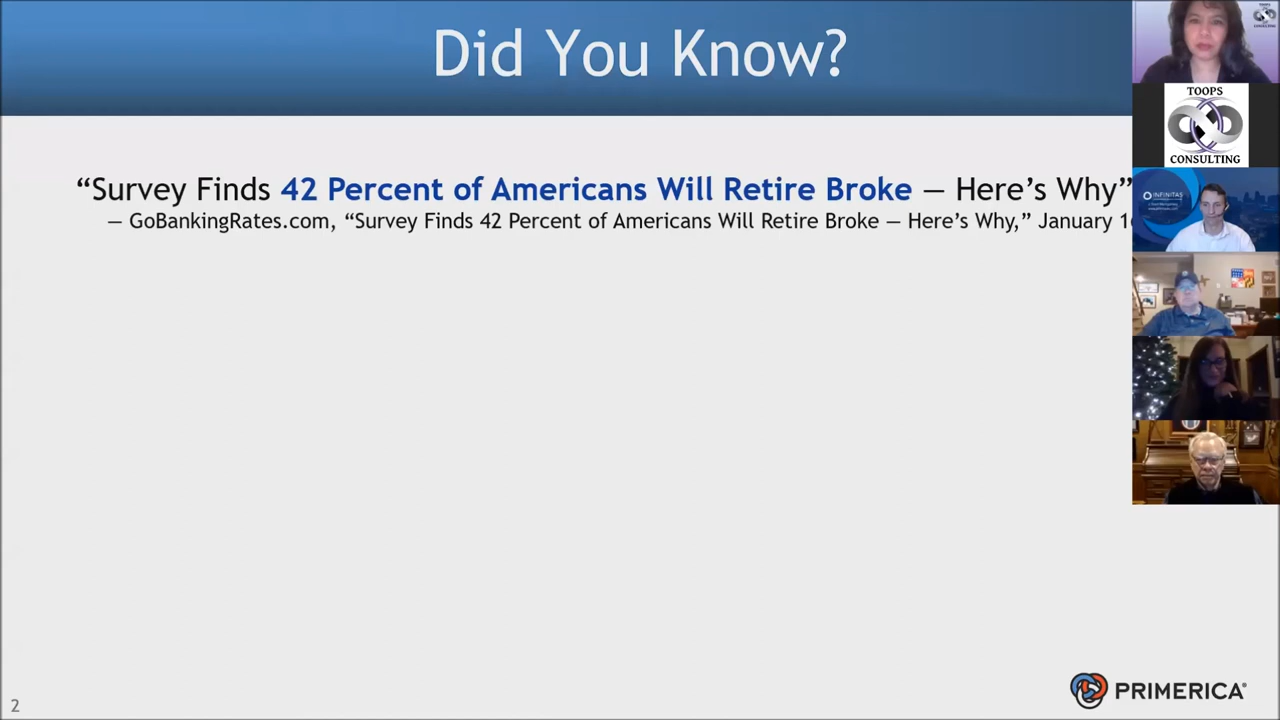 Did You Know?
“Survey Finds 42 Percent of Americans Will Retire Broke — Here’s Why”
— GoBankingRates.com, “Survey Finds 42 Percent of Americans Will Retire Broke — Here’s Why,” January
TOOPS
CONSULTING
INFINITAS
2
PRIMERICA